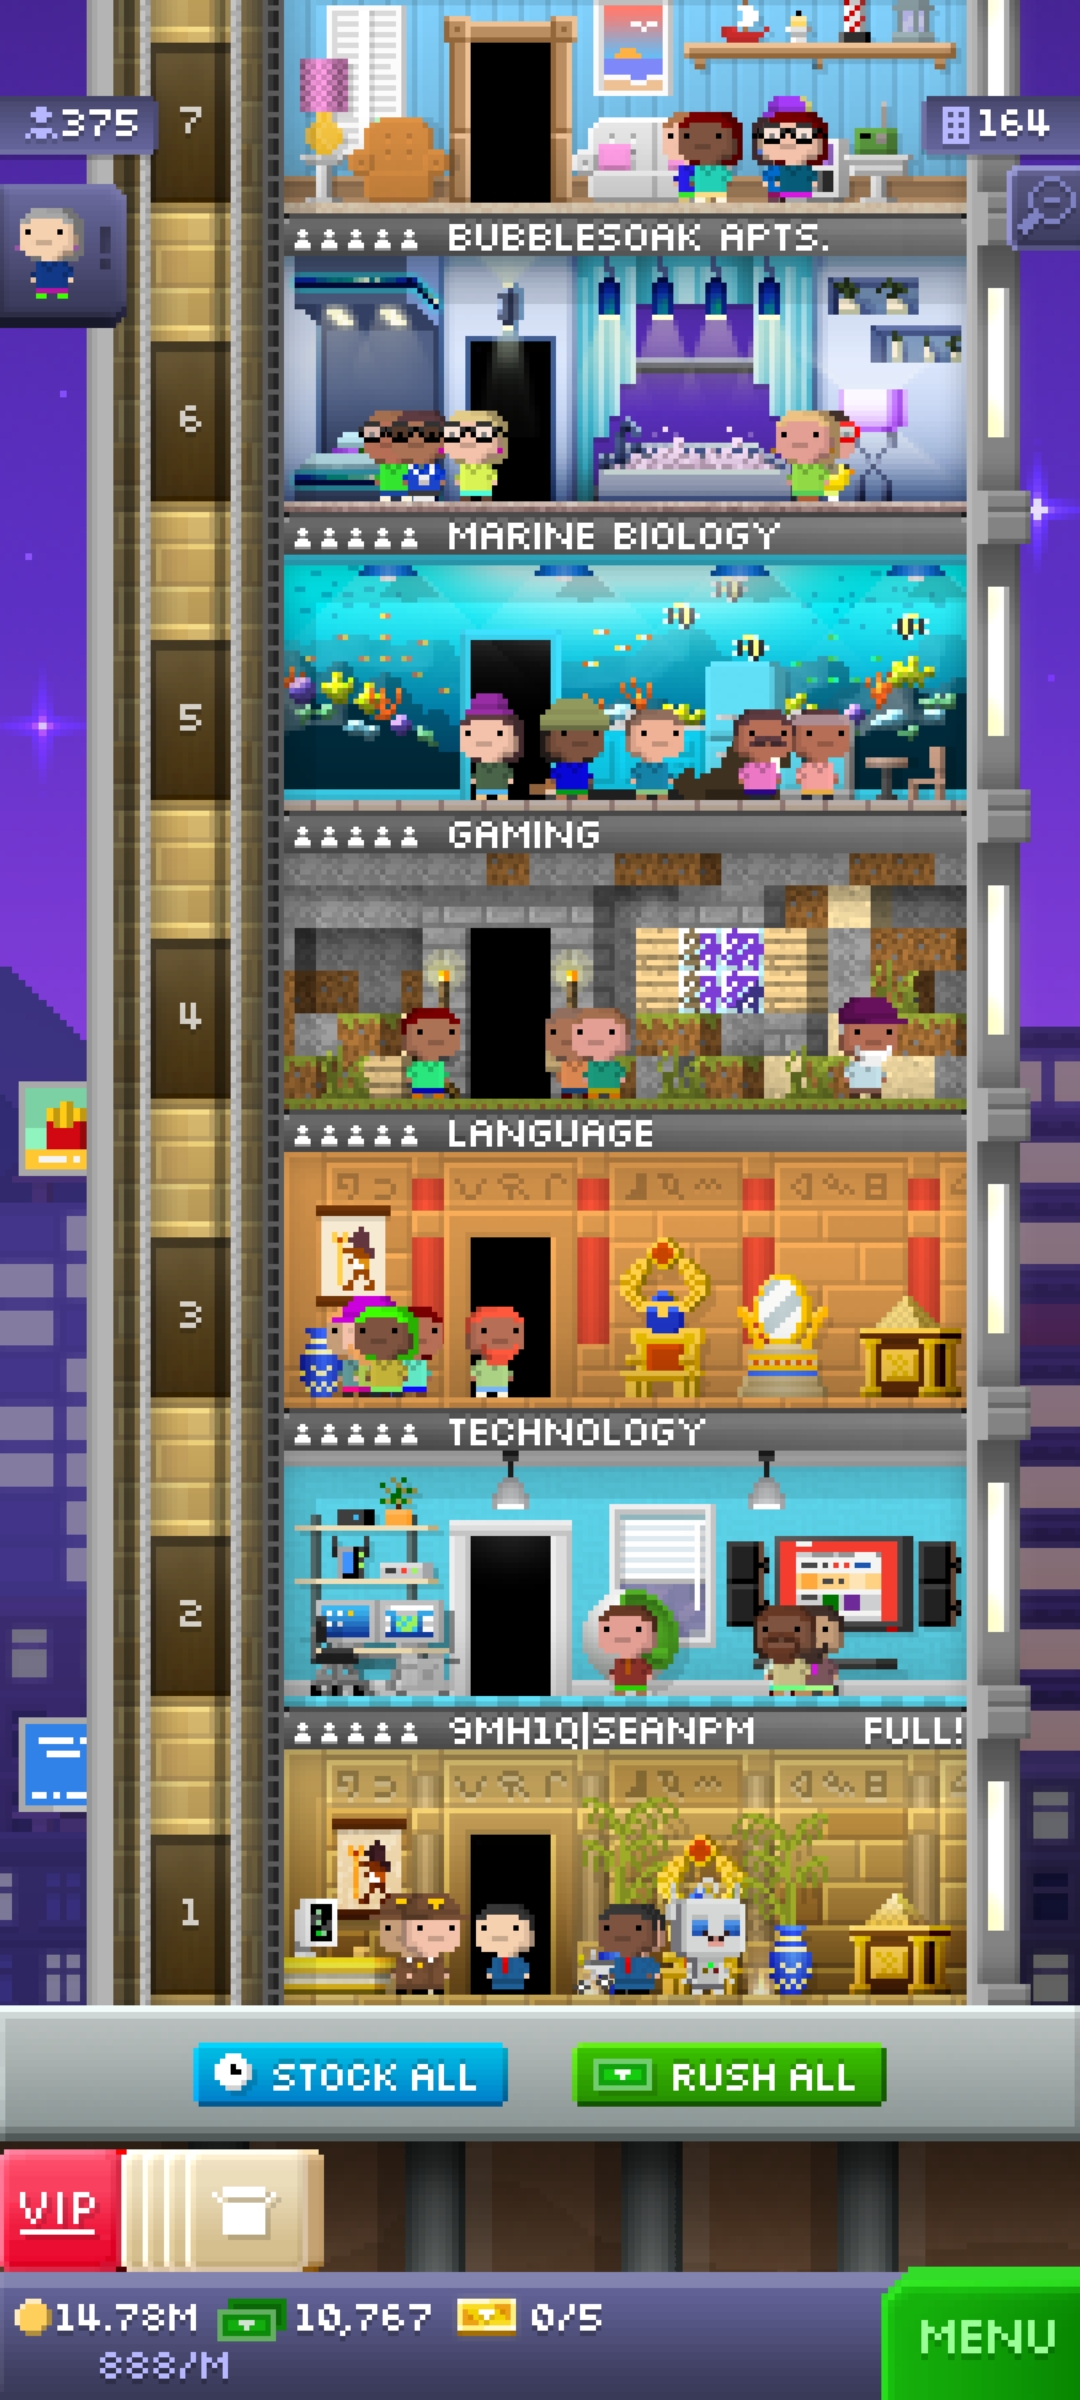 375
7
164
!
BUBBLESOAK APTS.
6
MARINE BIOLOGY
5
GAMING
4
LANGUAGE
3
TECHNOLOGY
2
9MH1Q|SEANPM FULL!
1
STOCK ALL
RUSH ALL
VIP
14.78M 10,767 0/5
888/M
MENU